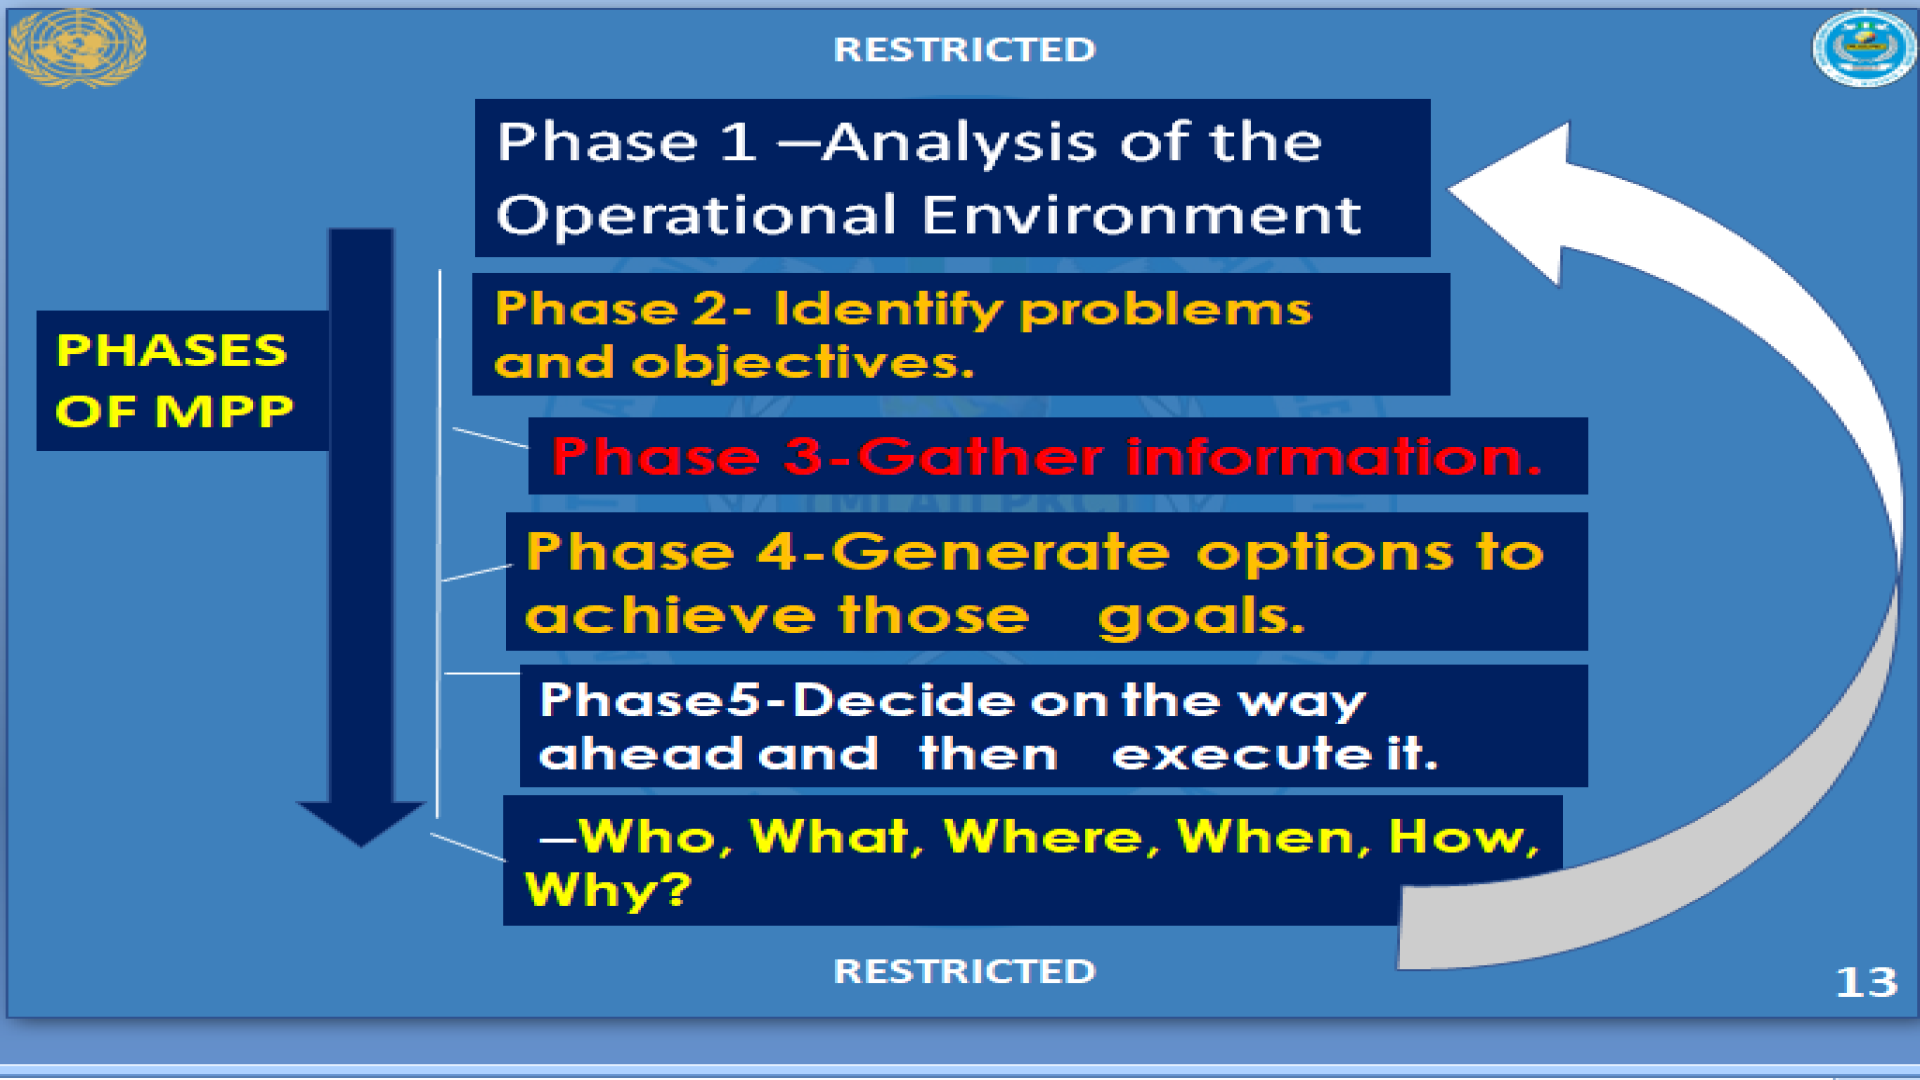 RESTRICTED
Phase 1 –Analysis of the
Operational Environment
PHASES
OF MPP
Phase 2- Identify problems
and objectives.
Phase 3-Gather information.
Phase 4-Generate options to
achieve those goals.
Phase5-Decide on the way
ahead and then execute it.
–Who, What, Where, When, How,
Why?
RESTRICTED
13